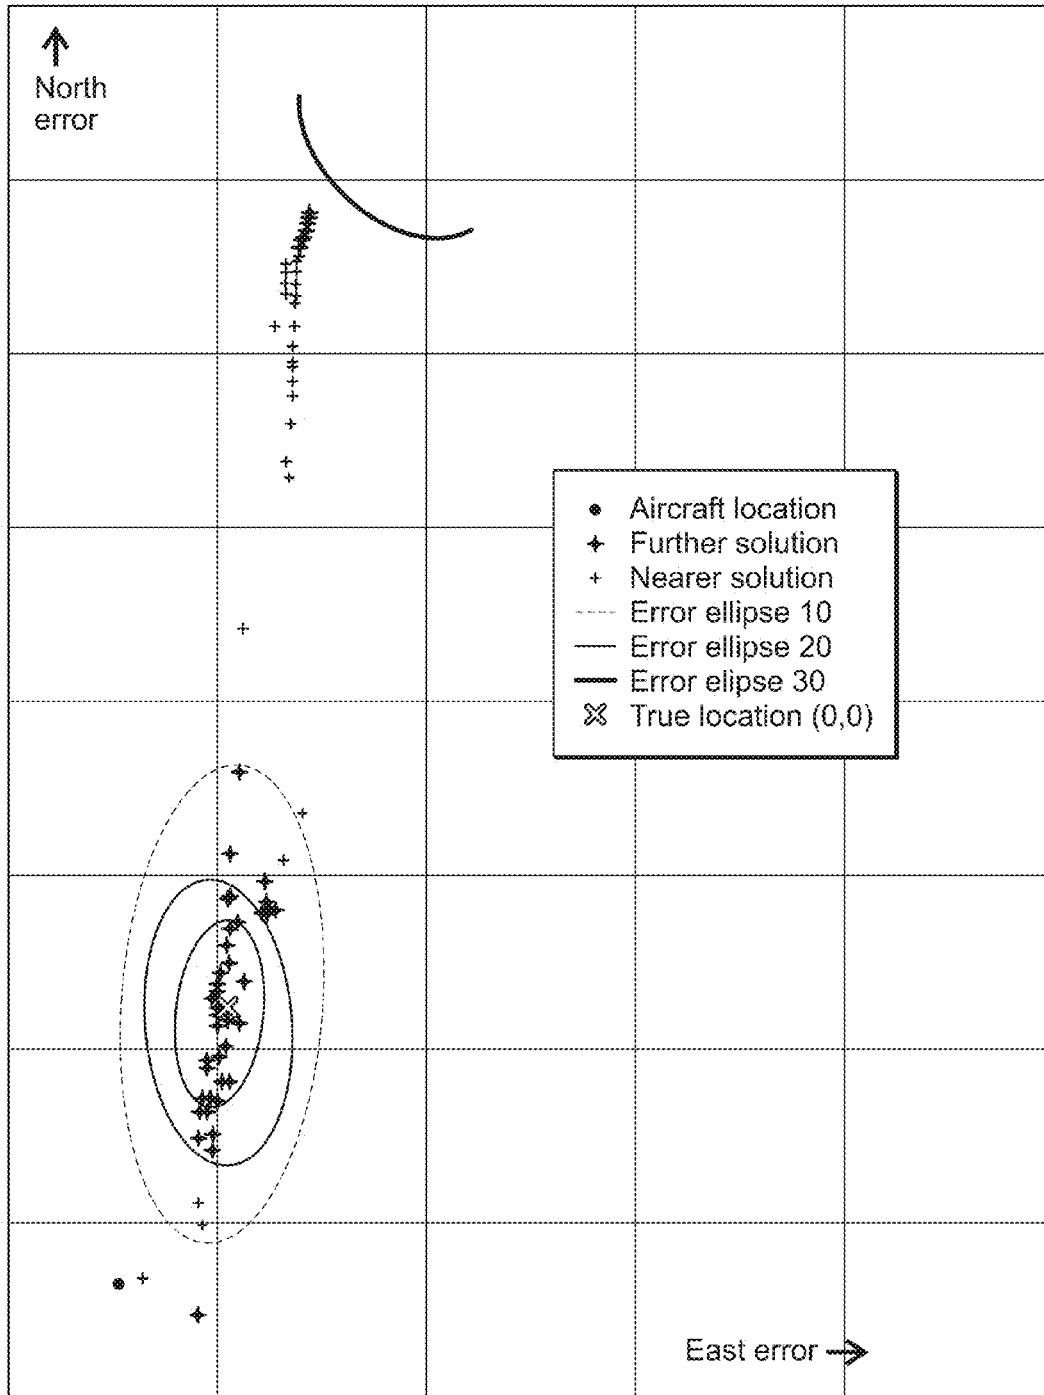 North
error
Aircraft location
Further solution
Nearer solution
Error ellipse 10
Error ellipse 20
Error elipse 30
True location (0,0)
East error